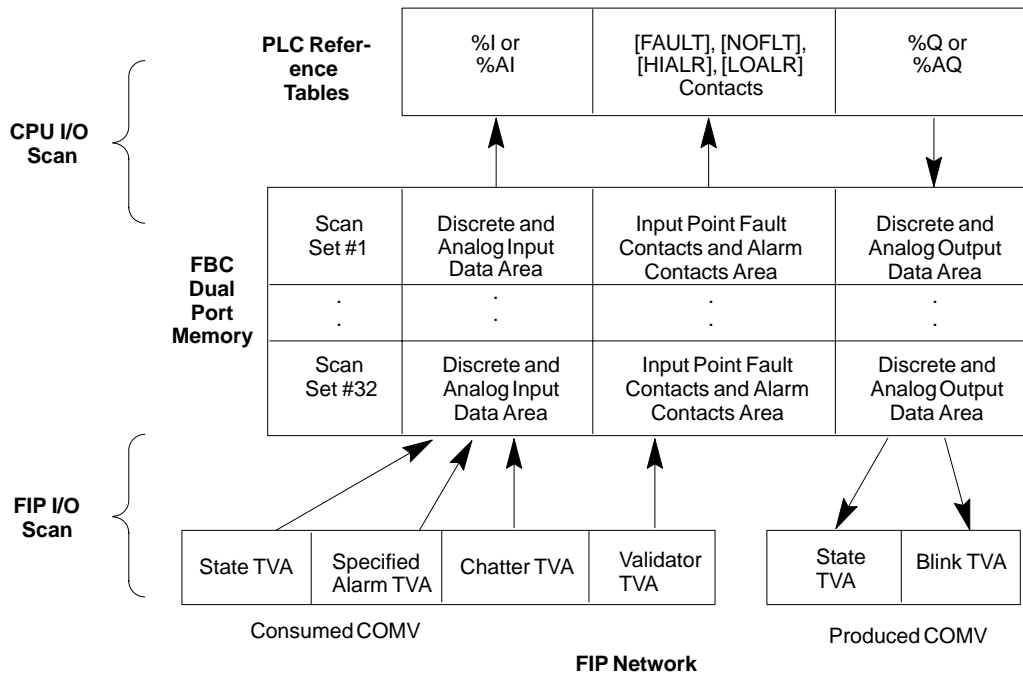 PLC Refer-
ence
Tables
%I or
%AI
[FAULT], [NOFLT],
[HIALR], [LOALR]
Contacts
%Q or
%AQ
CPU I/O
Scan
FBC
Dual
Port
Memory
Scan
Set #1
Discrete and
Analog Input
Data Area
Input Point Fault
Contacts and Alarm
Contacts Area
Discrete and
Analog Output
Data Area
. . . .
. . . .
Scan
Set #32
Discrete and
Analog Input
Data Area
Input Point Fault
Contacts and Alarm
Contacts Area
Discrete and
Analog Output
Data Area
FIP I/O
Scan
State TVA
Specified
Alarm TVA
Chatter TVA
Validator
TVA
State
TVA
Blink TVA
Consumed COMV
Produced COMV
FIP Network